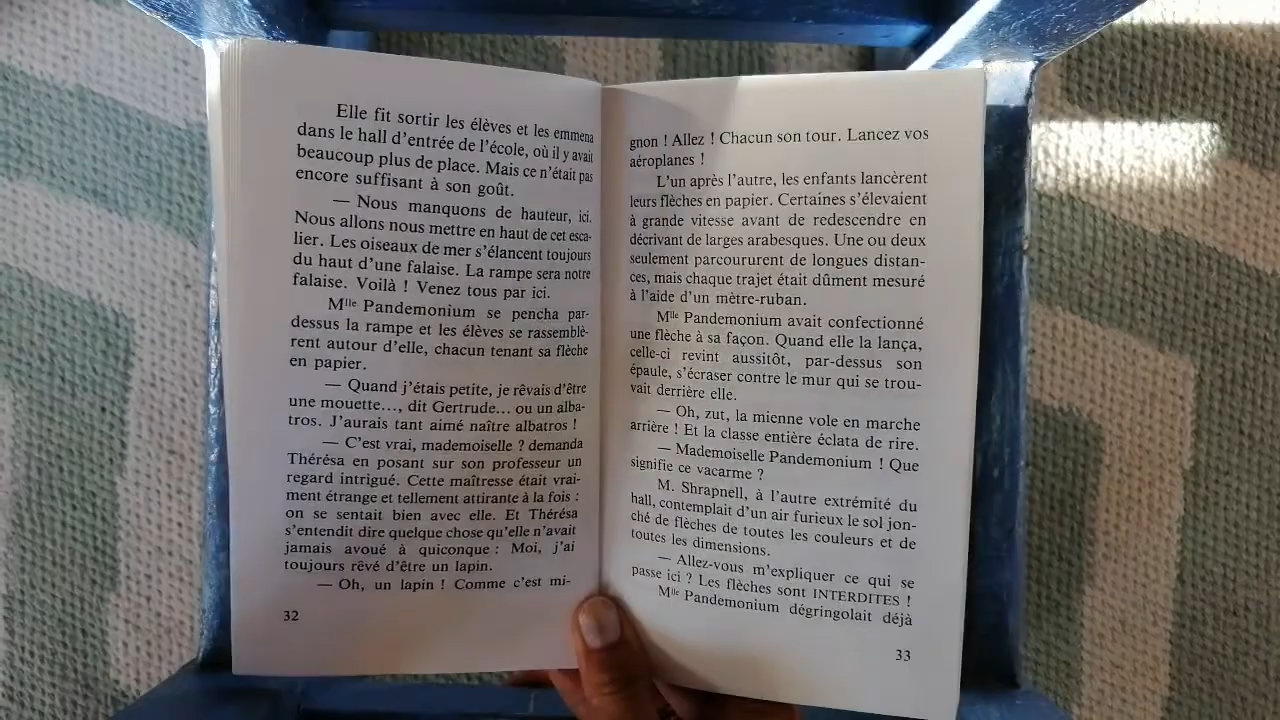 Elle fit sortir les élèves et les emmena
dans le hall d'entrée de l'école, où il y avait
beaucoup plus de place. Mais ce n'était pas
encore suffisant à son goût.
— Nous manquons de hauteur, ici.
Nous allons nous mettre en haut de cet esca-
lier. Les oiseaux de mer s'élancent toujours
du haut d'une falaise. La rampe sera notre
falaise. Voilà ! Venez tous par ici.
Mlle Pandemonium se pencha par-
dessus la rampe et les élèves se rassemblè-
rent autour d'elle, chacun tenant sa flèche
en papier.
— Quand j'étais petite, je rêvais d'être
une mouette..., dit Gertrude... ou un alba-
tros. J'aurais tant aimé naître albatros !
— C'est vrai, mademoiselle ? demanda
Thérésa en posant sur son professeur un
regard intrigué. Cette maîtresse était vrai-
ment étrange et tellement attirante à la fois :
on se sentait bien avec elle. Et Thérésa
s'entendit dire quelque chose qu'elle n'avait
jamais avoué à quiconque : Moi, j'ai
toujours rêvé d'être un lapin.
— Oh, un lapin ! Comme c'est mi-
32
gnon ! Allez ! Chacun son tour. Lancez vos
aéroplanes !
L'un après l'autre, les enfants lancèrent
leurs flèches en papier. Certaines s'élevaient
à grande vitesse avant de redescendre en
décrivant de larges arabesques. Une ou deux
seulement parcoururent de longues distan-
ces, mais chaque trajet était dûment mesuré
à l'aide d'un mètre-ruban.
Mlle Pandemonium avait confectionné
une flèche à sa façon. Quand elle la lança,
celle-ci revint aussitôt, par-dessus son
épaule, s'écraser contre le mur qui se trou-
vait derrière elle.
— Oh, zut, la mienne vole en marche
arrière ! Et la classe entière éclata de rire.
— Mademoiselle Pandemonium ! Que
signifie ce vacarme ?
M. Shrapnell, à l'autre extrémité du
hall, contemplait d'un air furieux le sol jon-
ché de flèches de toutes les couleurs et de
toutes les dimensions.
— Allez-vous m'expliquer ce qui se
passe ici ? Les flèches sont INTERDITES !
Mlle Pandemonium dégringolait déjà
33